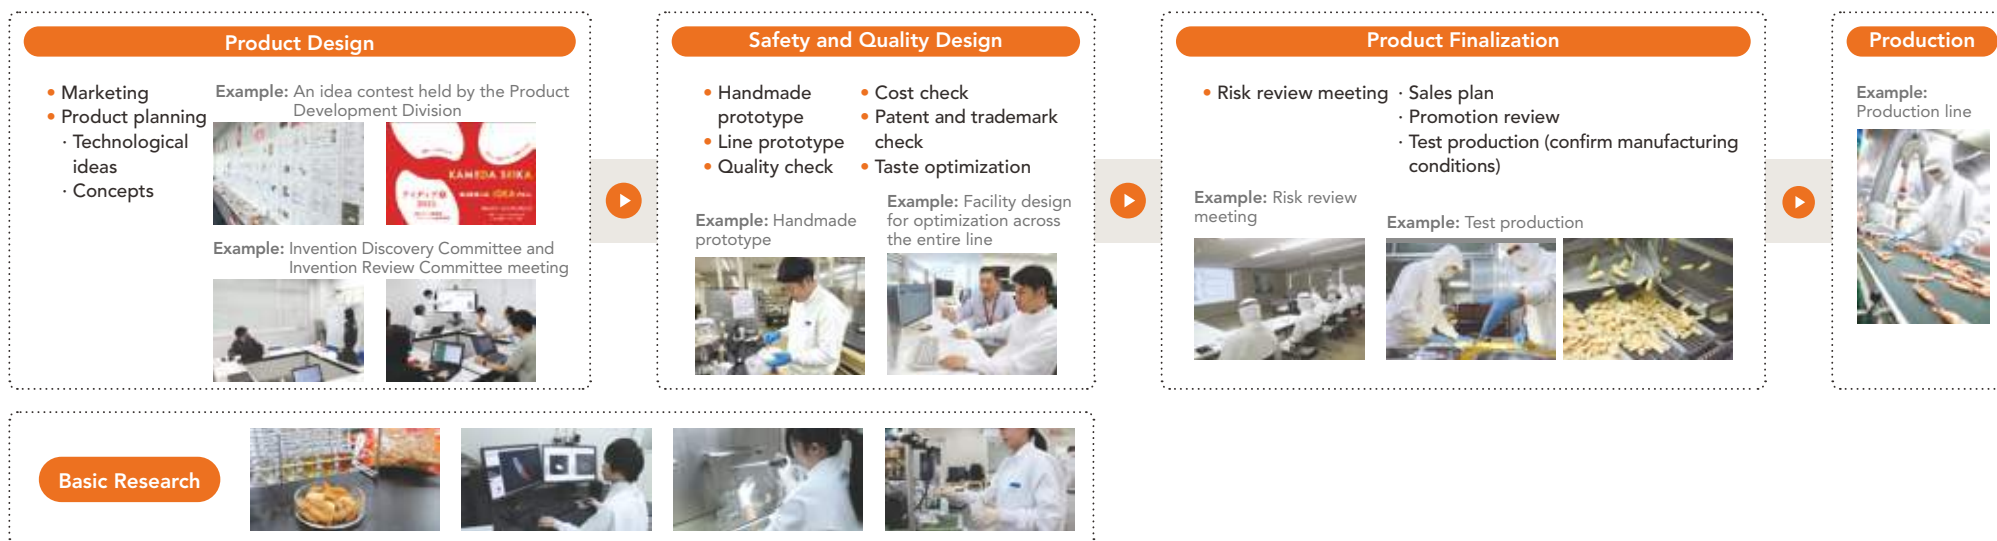 Product Design
• Marketing
• Product planning
· Technological
ideas
· Concepts
Example: An idea contest held by the Product
Development Division
KAMEDA SEIKA
Example: Invention Discovery Committee and
Invention Review Committee meeting
Safety and Quality Design
• Handmade
prototype
• Line prototype
• Quality check
• Cost check
• Patent and trademark
check
• Taste optimization
Example: Handmade
prototype
Example: Facility design
for optimization across
the entire line
Product Finalization
• Risk review meeting
· Sales plan
· Promotion review
· Test production (confirm manufacturing
conditions)
Example: Risk review
meeting
Example: Test production
Production
Example:
Production line
Basic Research